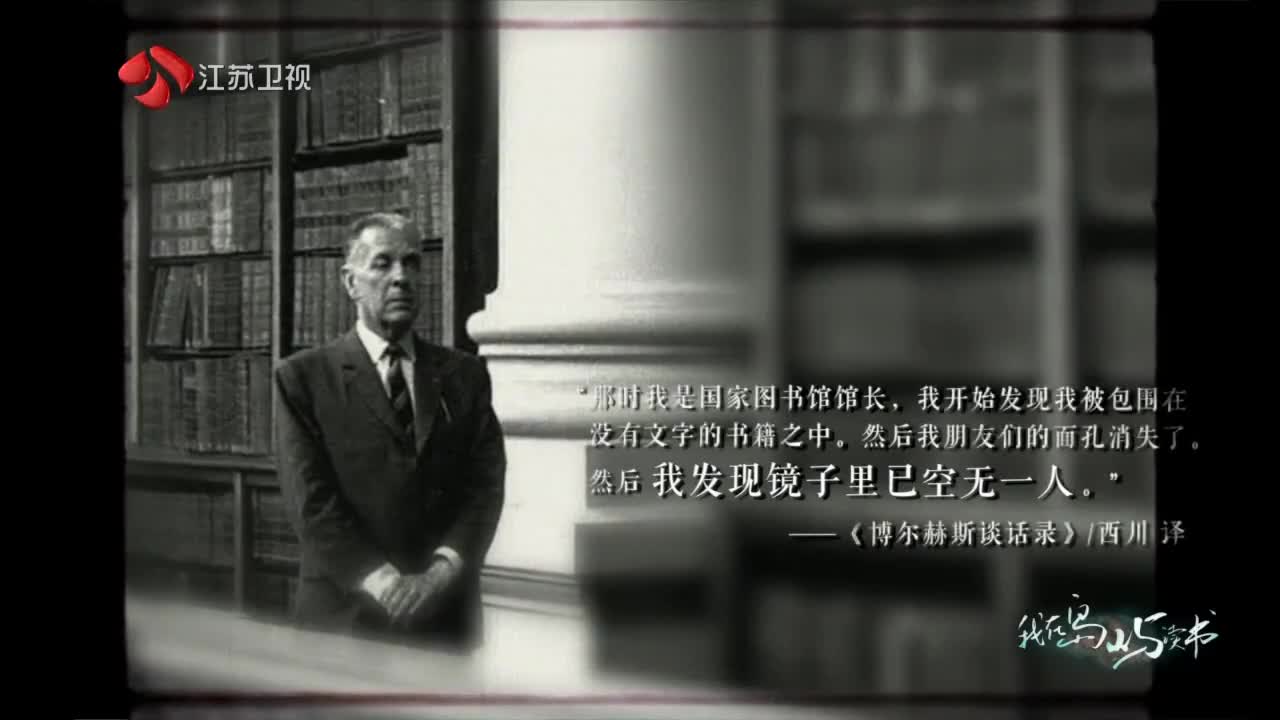 江苏卫视
“那时我是国家图书馆馆长，我开始发现我被包围在
没有文字的书籍之中。然后我朋友们的面孔消失了。
然后 我发现镜子里已空无一人。”
——《博尔赫斯谈话录》/西川 译
我在岛屿读书